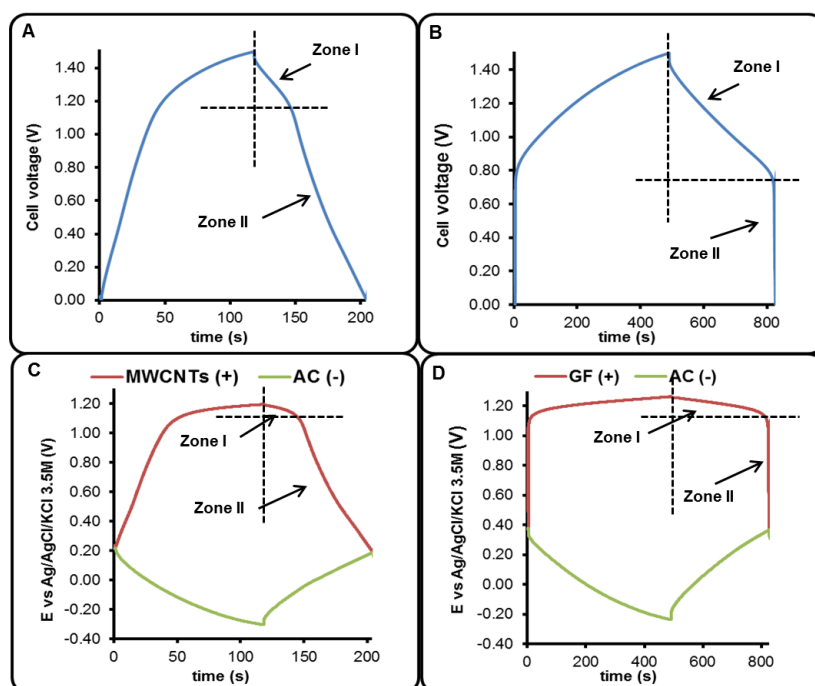 A
1.40
1.20
1.00
0.80
0.60
0.40
0.20
0.00
Cell voltage (V)
Zone I
Zone II
0
50
100
150
200
time (s)
B
1.40
1.20
1.00
0.80
0.60
0.40
0.20
0.00
Cell voltage (V)
Zone I
Zone II
0
200
400
600
800
time (s)
C
MWCNTs (+)
AC (-)
1.20
1.00
0.80
0.60
0.40
0.20
0.00
-0.20
-0.40
E vs Ag/AgCl/KCl 3.5M (V)
Zone I
Zone II
0
50
100
150
200
time (s)
D
GF (+)
AC (-)
1.20
1.00
0.80
0.60
0.40
0.20
0.00
-0.20
-0.40
E vs Ag/AgCl/KCl 3.5M (V)
Zone I
Zone II
0
200
400
600
800
time (s)